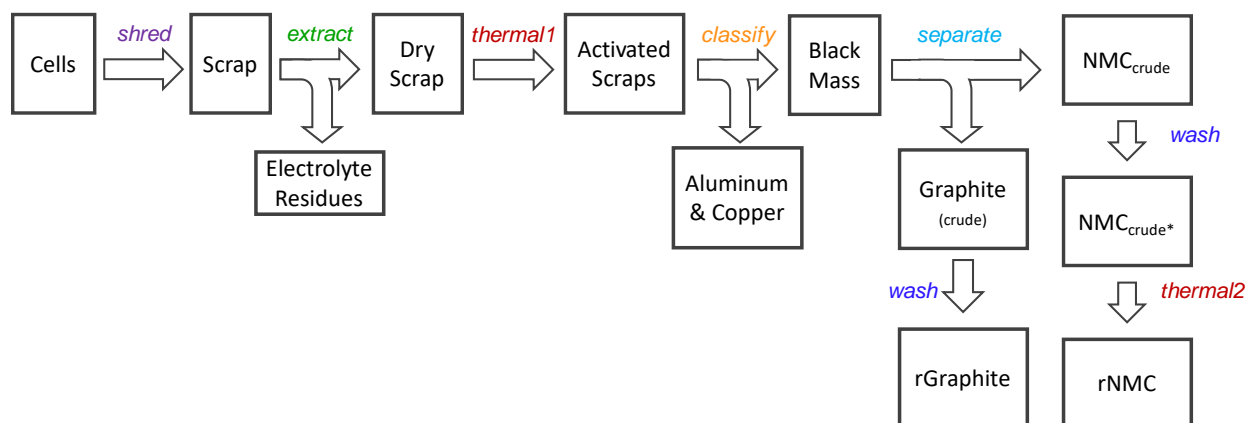 shred
extract
thermal1
classify
separate
Cells
Scrap
Dry
Scrap
Activated
Scraps
Black
Mass
NMCcrude
wash
Electrolyte
Residues
Aluminum
& Copper
Graphite
(crude)
NMCcrude*
wash
thermal2
rGraphite
rNMC